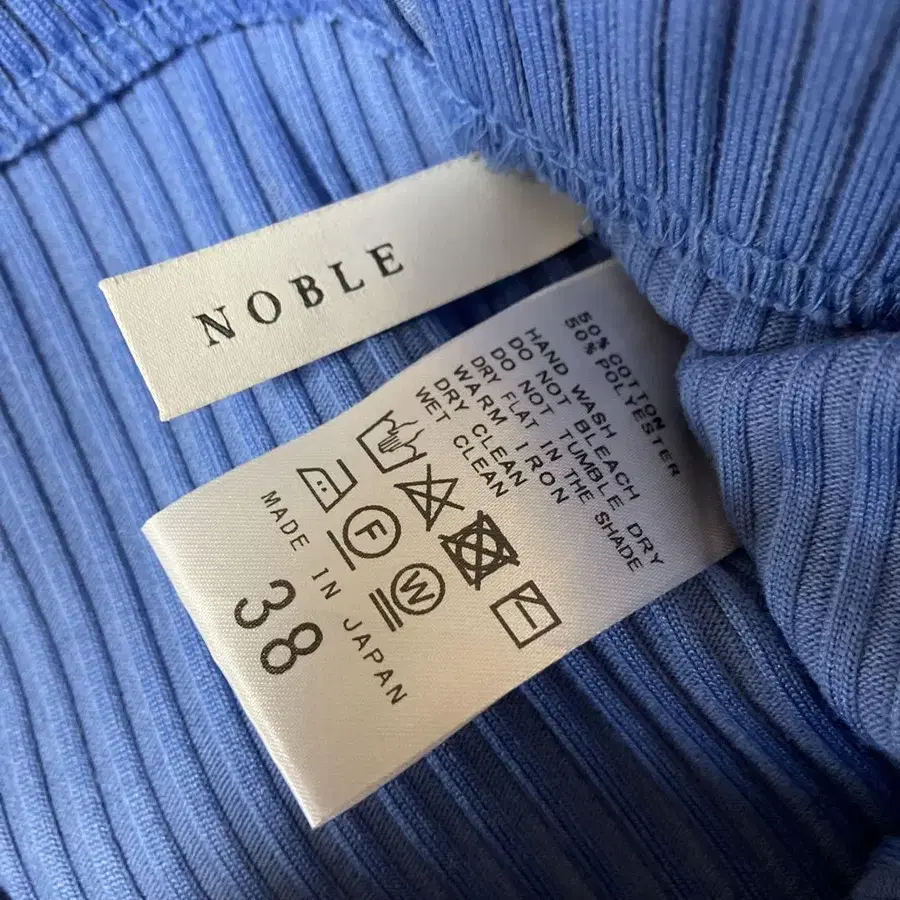 NOBLE
50% COTTON
50% POLYESTER
HAND WASH
DO NOT BLEACH
DO NOT TUMBLE DRY
DRY FLAT IN THE SHADE
WARM IRON
DRY CLEAN
WET CLEAN
F
W
MADE IN JAPAN
38